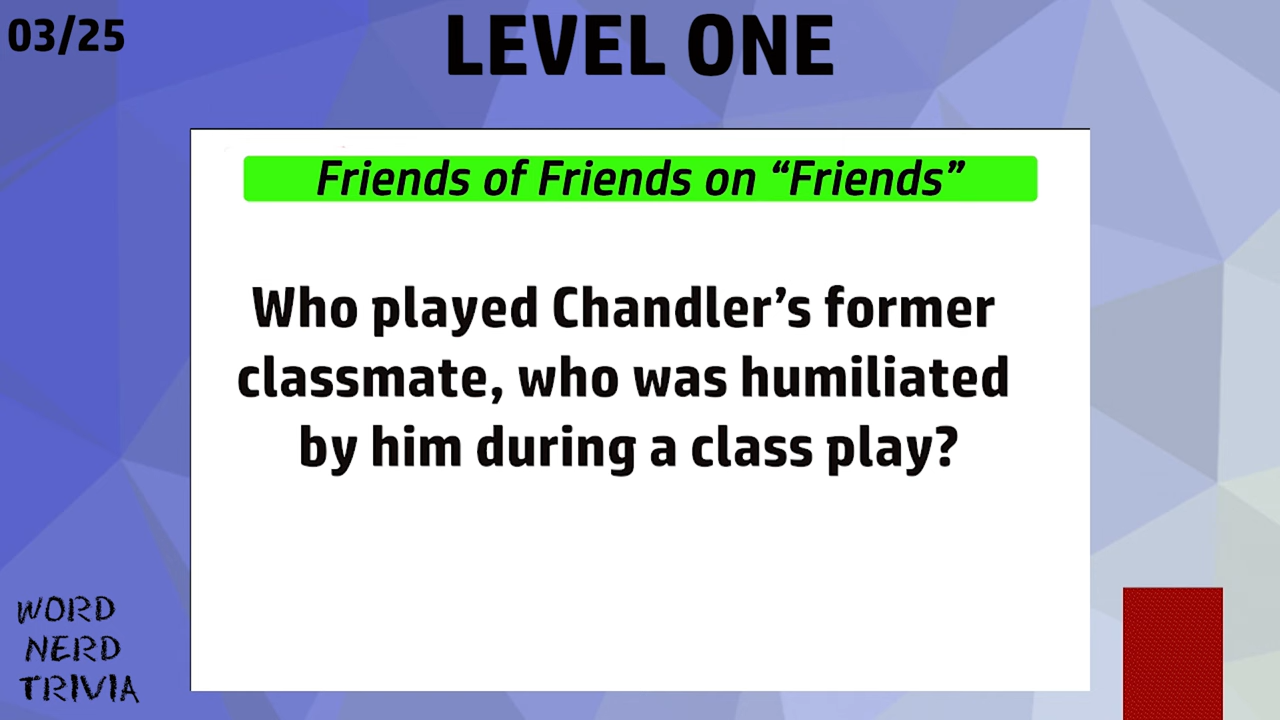 03/25
LEVEL ONE
Friends of Friends on “Friends”
Who played Chandler’s former
classmate, who was humiliated
by him during a class play?
WORD
NERD
TRIVIA